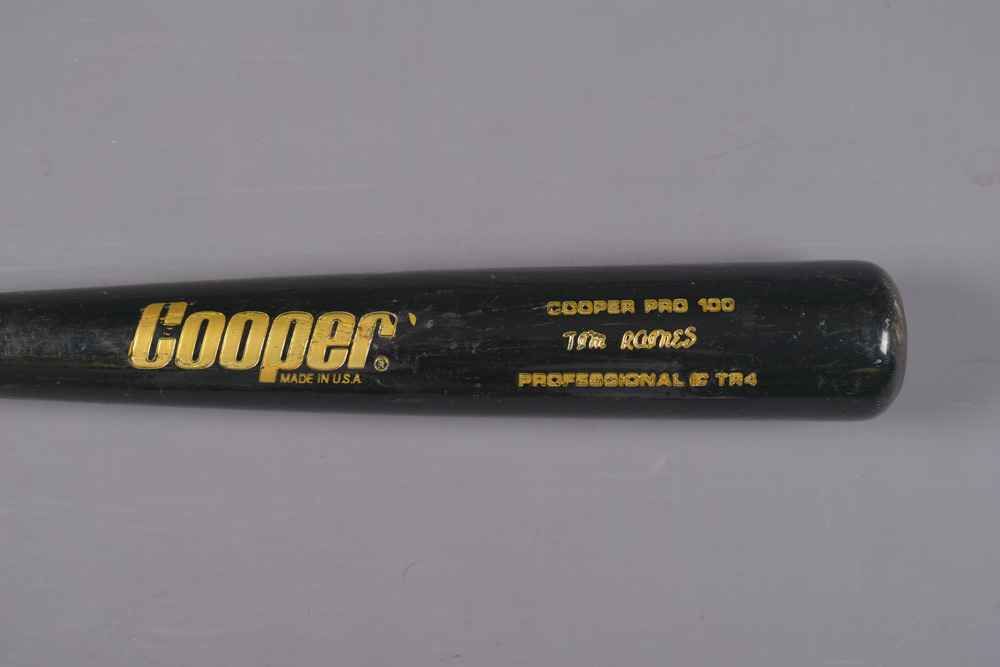 Cooper®
MADE IN U.S.A.
COOPER PRO 100
Tim RAINES
PROFESSIONAL TR4